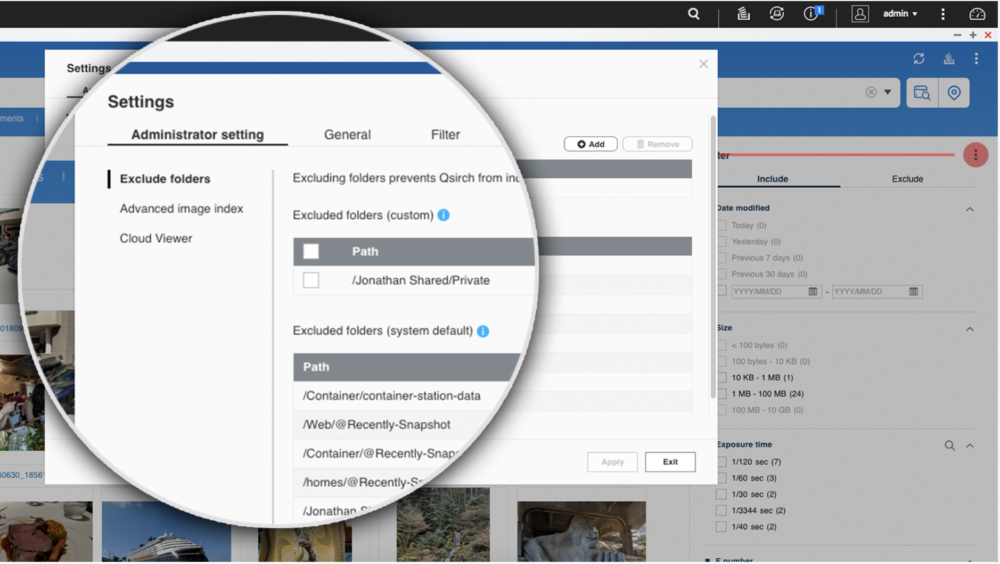 1
admin
Settings
Settings
Administrator setting
General
Filter
ments
Exclude folders
Advanced image index
Cloud Viewer
Excluding folders prevents Qsirch from
Excluded folders (custom)
Path
/Jonathan Shared/Private
Excluded folders (system default)
Path
/Container/container-station-data
/Web/@Recently-Snapshot
/Container/@Recently-Snap
/homes/@Recently-S
/Jonathan
Add
Remove
Apply
Exit
01809
30630_1856
ter
Include
Exclude
Date modified
Today (0)
Yesterday (0)
Previous 7 days (0)
Previous 30 days (0)
YYYY/MM/DD - YYYY/MM/DD
Size
< 100 bytes (0)
100 bytes - 10 KB (0)
10 KB - 1 MB (1)
1 MB - 100 MB (24)
100 MB - 10 GB (0)
Exposure time
1/120 sec (7)
1/60 sec (3)
1/30 sec (2)
1/3344 sec (2)
1/40 sec (2)
F number